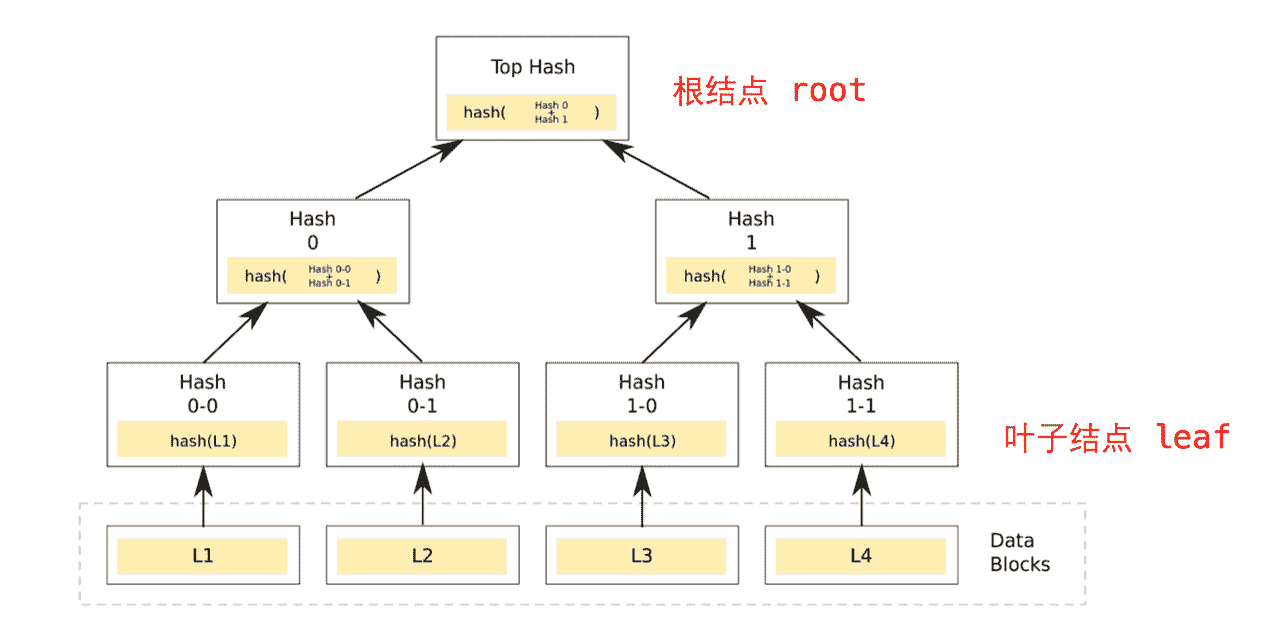 Top Hash
根结点 root
hash( Hash 0 + Hash 1 )
Hash
0
Hash
1
hash( Hash 0-0 + Hash 0-1 )
hash( Hash 1-0 + Hash 1-1 )
Hash
0-0
Hash
0-1
Hash
1-0
Hash
1-1
hash(L1)
hash(L2)
hash(L3)
hash(L4)
叶子结点 leaf
L1
L2
L3
L4
Data
Blocks